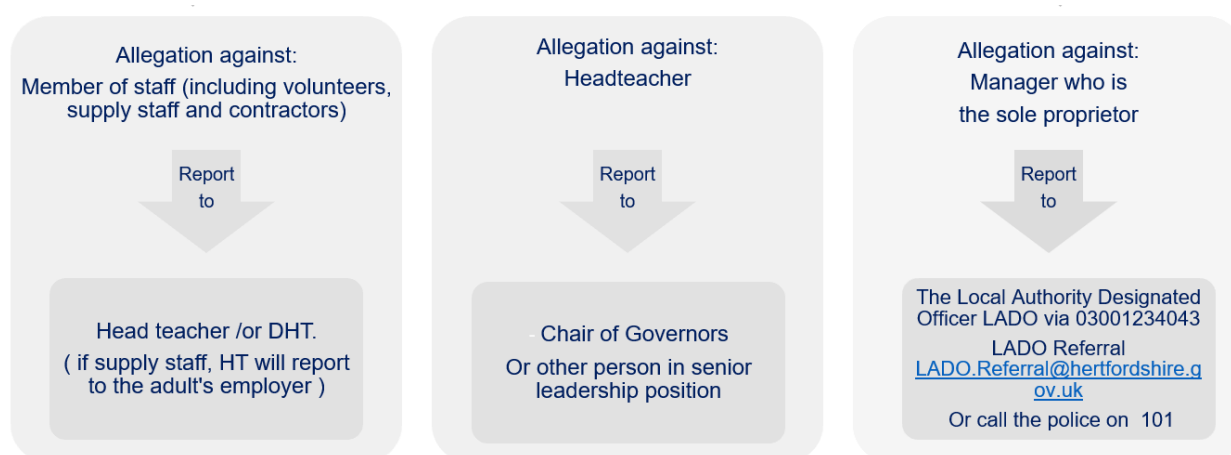 Allegation against:
Member of staff (including volunteers,
supply staff and contractors)
Report
to
Head teacher /or DHT.
( if supply staff, HT will report
to the adult's employer )
Allegation against:
Headteacher
Report
to
- Chair of Governors
Or other person in senior
leadership position
Allegation against:
Manager who is
the sole proprietor
Report
to
The Local Authority Designated
Officer LADO via 03001234043
LADO Referral
LADO.Referral@hertfordshire.g
ov.uk
Or call the police on 101